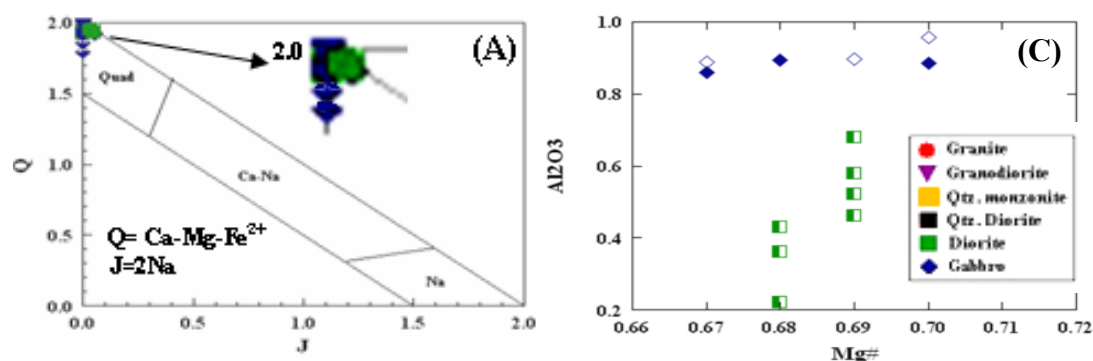 (A)
2.0
1.5
1.0
0.5
0.0
Q
2.0
Quad
Ca-Na
Na
Q= Ca-Mg-Fe²⁺
J=2Na
0.0
0.5
1.0
1.5
2.0
J
(C)
1.0
0.8
0.6
0.4
0.2
Al2O3
Granite
Granodiorite
Qtz. monzonite
Qtz. Diorite
Diorite
Gabbro
0.66
0.67
0.68
0.69
0.70
0.71
0.72
Mg#